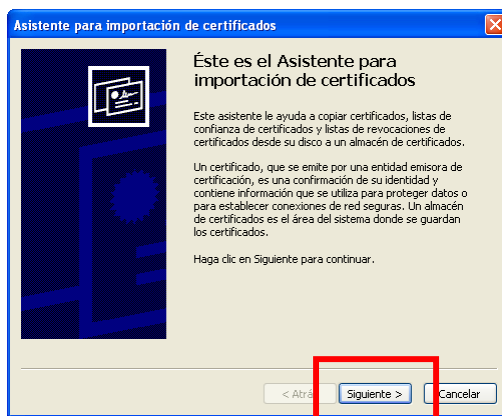 Asistente para importación de certificados
Éste es el Asistente para
importación de certificados
Este asistente le ayuda a copiar certificados, listas de
confianza de certificados y listas de revocaciones de
certificados desde su disco a un almacén de certificados.
Un certificado, que se emite por una entidad emisora de
certificación, es una confirmación de su identidad y
contiene información que se utiliza para proteger datos o
para establecer conexiones de red seguras. Un almacén
de certificados es el área del sistema donde se guardan
los certificados.
Haga clic en Siguiente para continuar.
< Atrá Siguiente > Cancelar